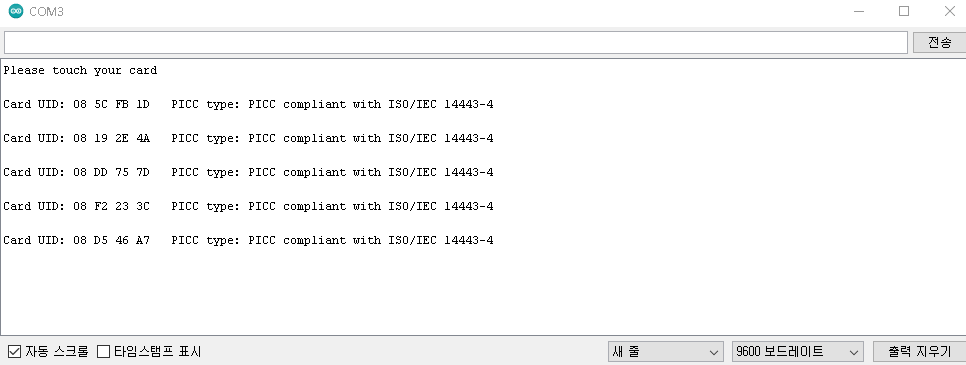 COM3
전송
Please touch your card
Card UID: 08 5C FB 1D   PICC type: PICC compliant with ISO/IEC 14443-4
Card UID: 08 19 2E 4A   PICC type: PICC compliant with ISO/IEC 14443-4
Card UID: 08 DD 75 7D   PICC type: PICC compliant with ISO/IEC 14443-4
Card UID: 08 F2 23 3C   PICC type: PICC compliant with ISO/IEC 14443-4
Card UID: 08 D5 46 A7   PICC type: PICC compliant with ISO/IEC 14443-4
자동 스크롤 타임스탬프 표시 새 줄 9600 보드레이트 출력 지우기